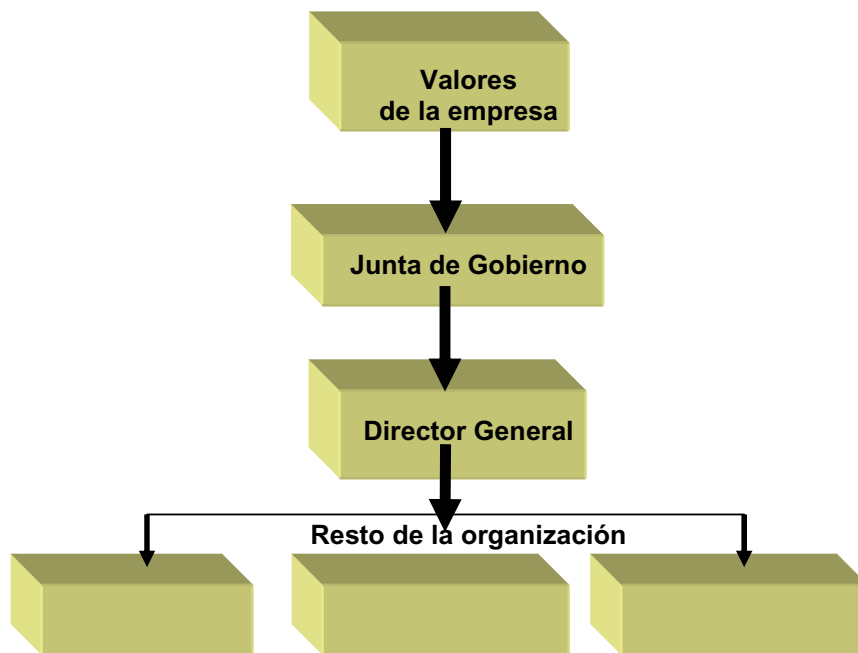 Valores
de la empresa
Junta de Gobierno
Director General
Resto de la organización